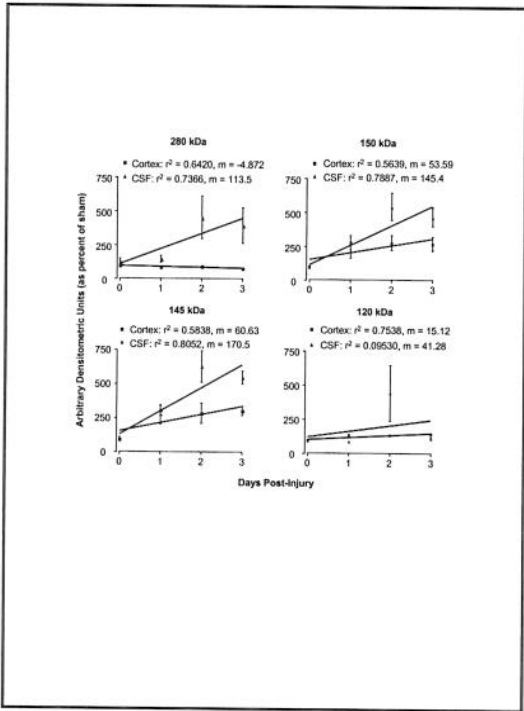 280 kDa
Cortex: r² = 0.6420, m = -4.872
CSF: r² = 0.7366, m = 113.5
750
500
250
0
0 1 2 3
150 kDa
Cortex: r² = 0.5639, m = 53.59
CSF: r² = 0.7887, m = 145.4
750
500
250
0
0 1 2 3
Arbitrary Densitometric Units (as percent of sham)
145 kDa
Cortex: r² = 0.5838, m = 60.63
CSF: r² = 0.8052, m = 170.5
750
500
250
0
0 1 2 3
120 kDa
Cortex: r² = 0.7538, m = 15.12
CSF: r² = 0.09530, m = 41.28
750
500
250
0
0 1 2 3
Days Post-Injury